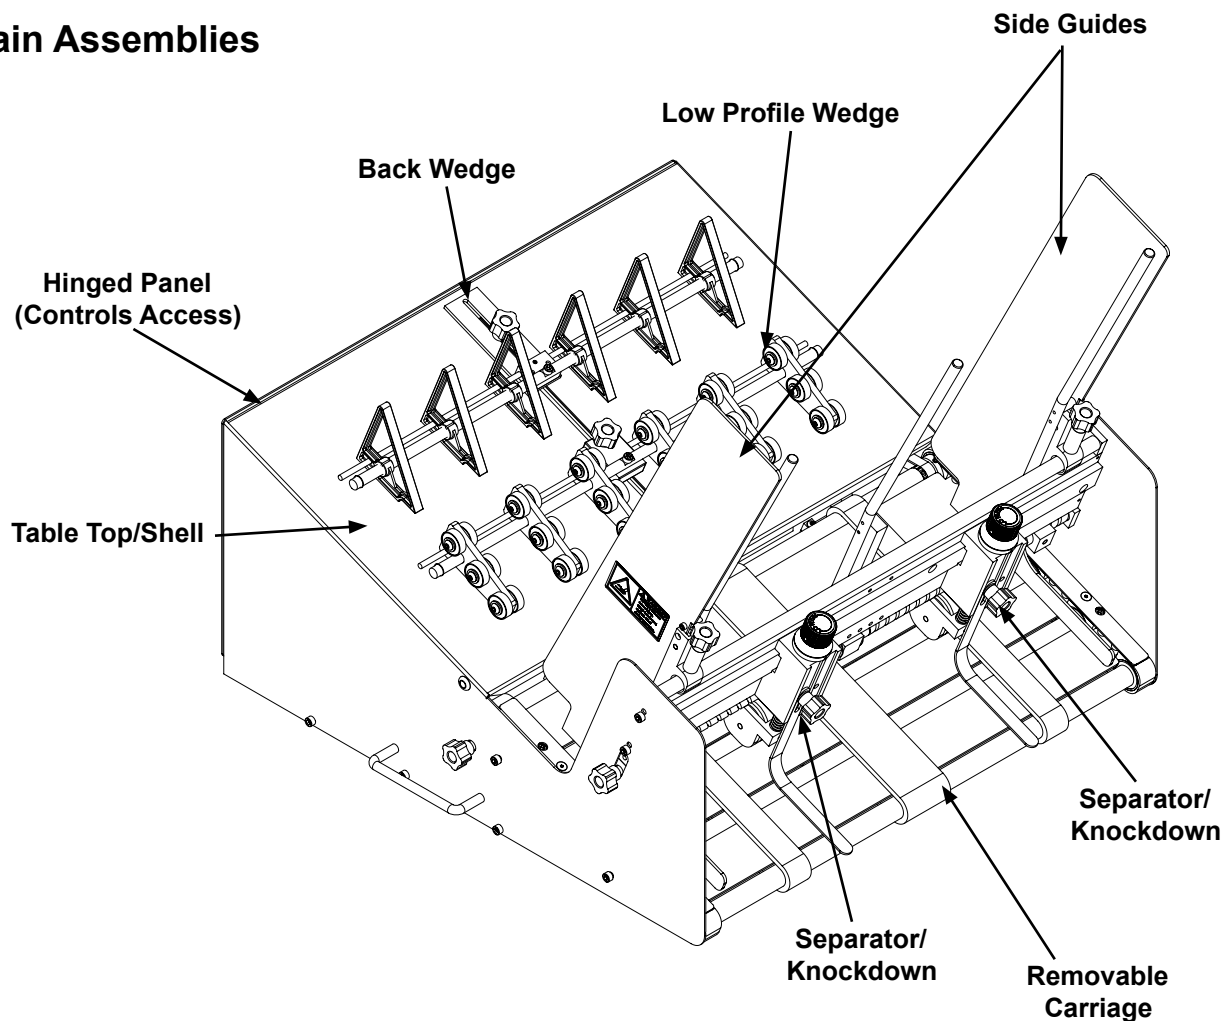 ain Assemblies
Side Guides
Low Profile Wedge
Back Wedge
Hinged Panel
(Controls Access)
Table Top/Shell
Separator/
Knockdown
Separator/
Knockdown
Removable
Carriage